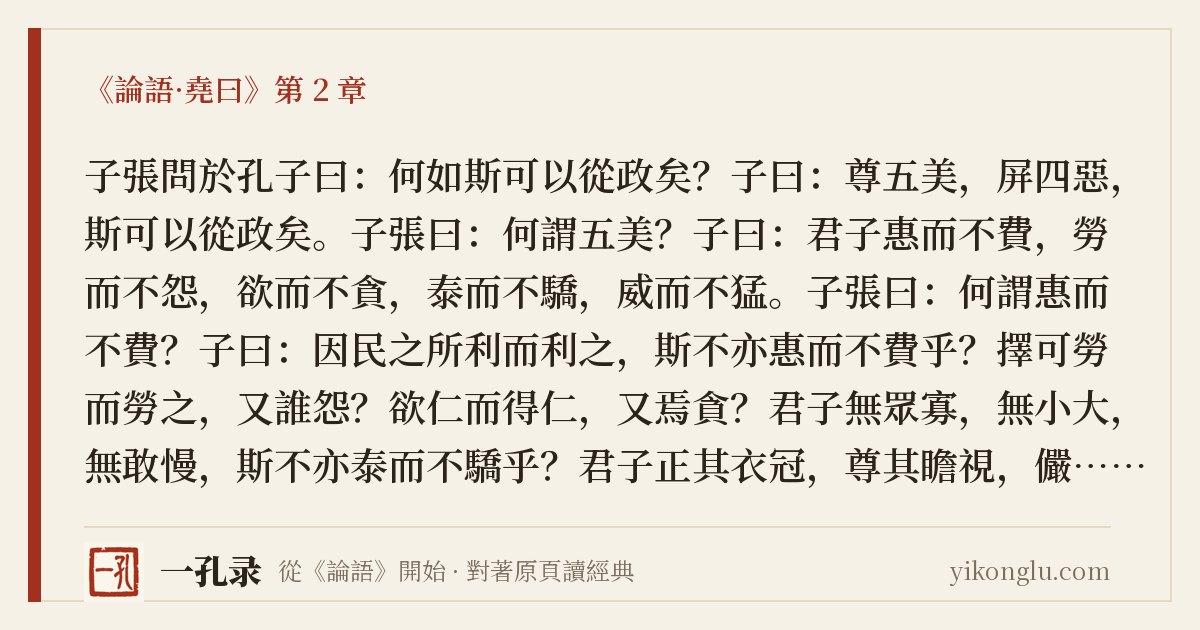 《論語·堯曰》第 2 章
子張問於孔子曰：何如斯可以從政矣？子曰：尊五美，屏四惡，
斯可以從政矣。子張曰：何謂五美？子曰：君子惠而不費，勞
而不怨，欲而不貪，泰而不驕，威而不猛。子張曰：何謂惠而
不費？子曰：因民之所利而利之，斯不亦惠而不費乎？擇可勞
而勞之，又誰怨？欲仁而得仁，又焉貪？君子無眾寡，無小大，
無敢慢，斯不亦泰而不驕乎？君子正其衣冠，尊其瞻視，儼⋯⋯
一孔
一孔录 從《論語》開始 · 對著原頁讀經典 yikonglu.com